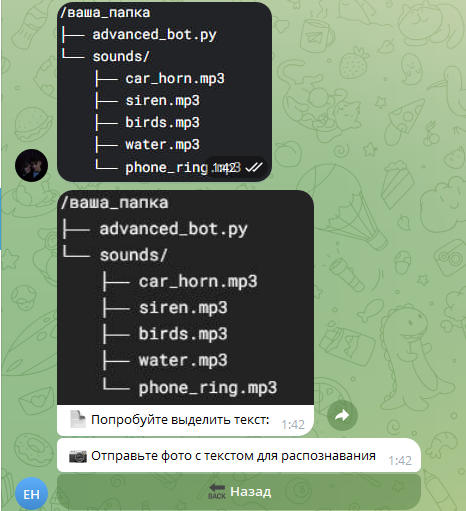 /ваша_папка
├── advanced_bot.py
└── sounds/
├── car_horn.mp3
├── siren.mp3
├── birds.mp3
├── water.mp3
└── phone_ring.mp3
1:42
/ваша_папка
├── advanced_bot.py
└── sounds/
├── car_horn.mp3
├── siren.mp3
├── birds.mp3
├── water.mp3
└── phone_ring.mp3
Попробуйте выделить текст:
1:42
Отправьте фото с текстом для распознавания
1:42
EH
BACK Назад